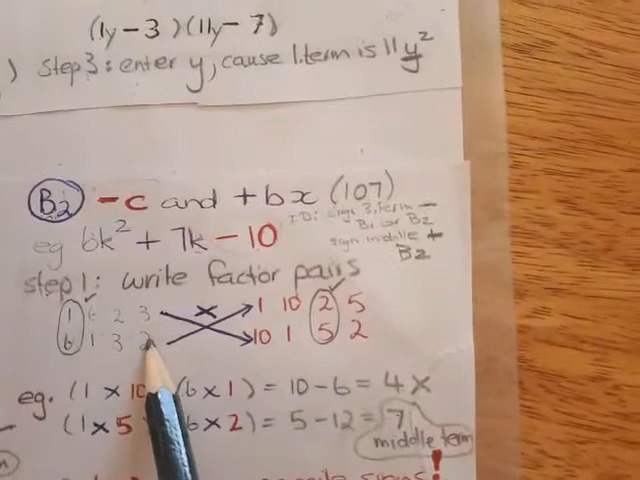 (1y-3)(11y-7)
) step 3: enter y, cause 1.term is 11y²
B2 -c and +bx (107)
I.D: sign 3.term -
B1 or B2
sign middle +
B2
eg 6k² + 7k - 10
step 1: write factor pairs
1 6 2 3 × 1 10 2 5
6 1 3 2 10 1 5 2
eg. (1 × 10 (6 × 1) = 10 - 6 = 4 X
(1 × 5 6 × 2) = 5 - 12 = 7
middle term
signs!